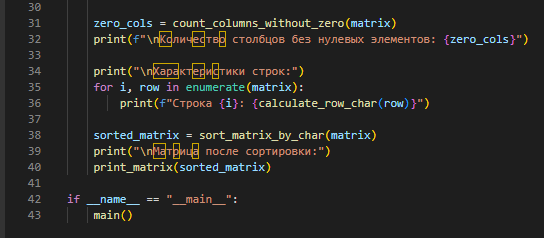 30
31 zero_cols = count_columns_without_zero(matrix)
32 print(f"\nКоличество столбцов без нулевых элементов: {zero_cols}")
33
34 print("\nХарактеристики строк:")
35 for i, row in enumerate(matrix):
36 print(f"Строка {i}: {calculate_row_char(row)}")
37
38 sorted_matrix = sort_matrix_by_char(matrix)
39 print("\nМатрица после сортировки:")
40 print_matrix(sorted_matrix)
41
42 if __name__ == "__main__":
43 main()